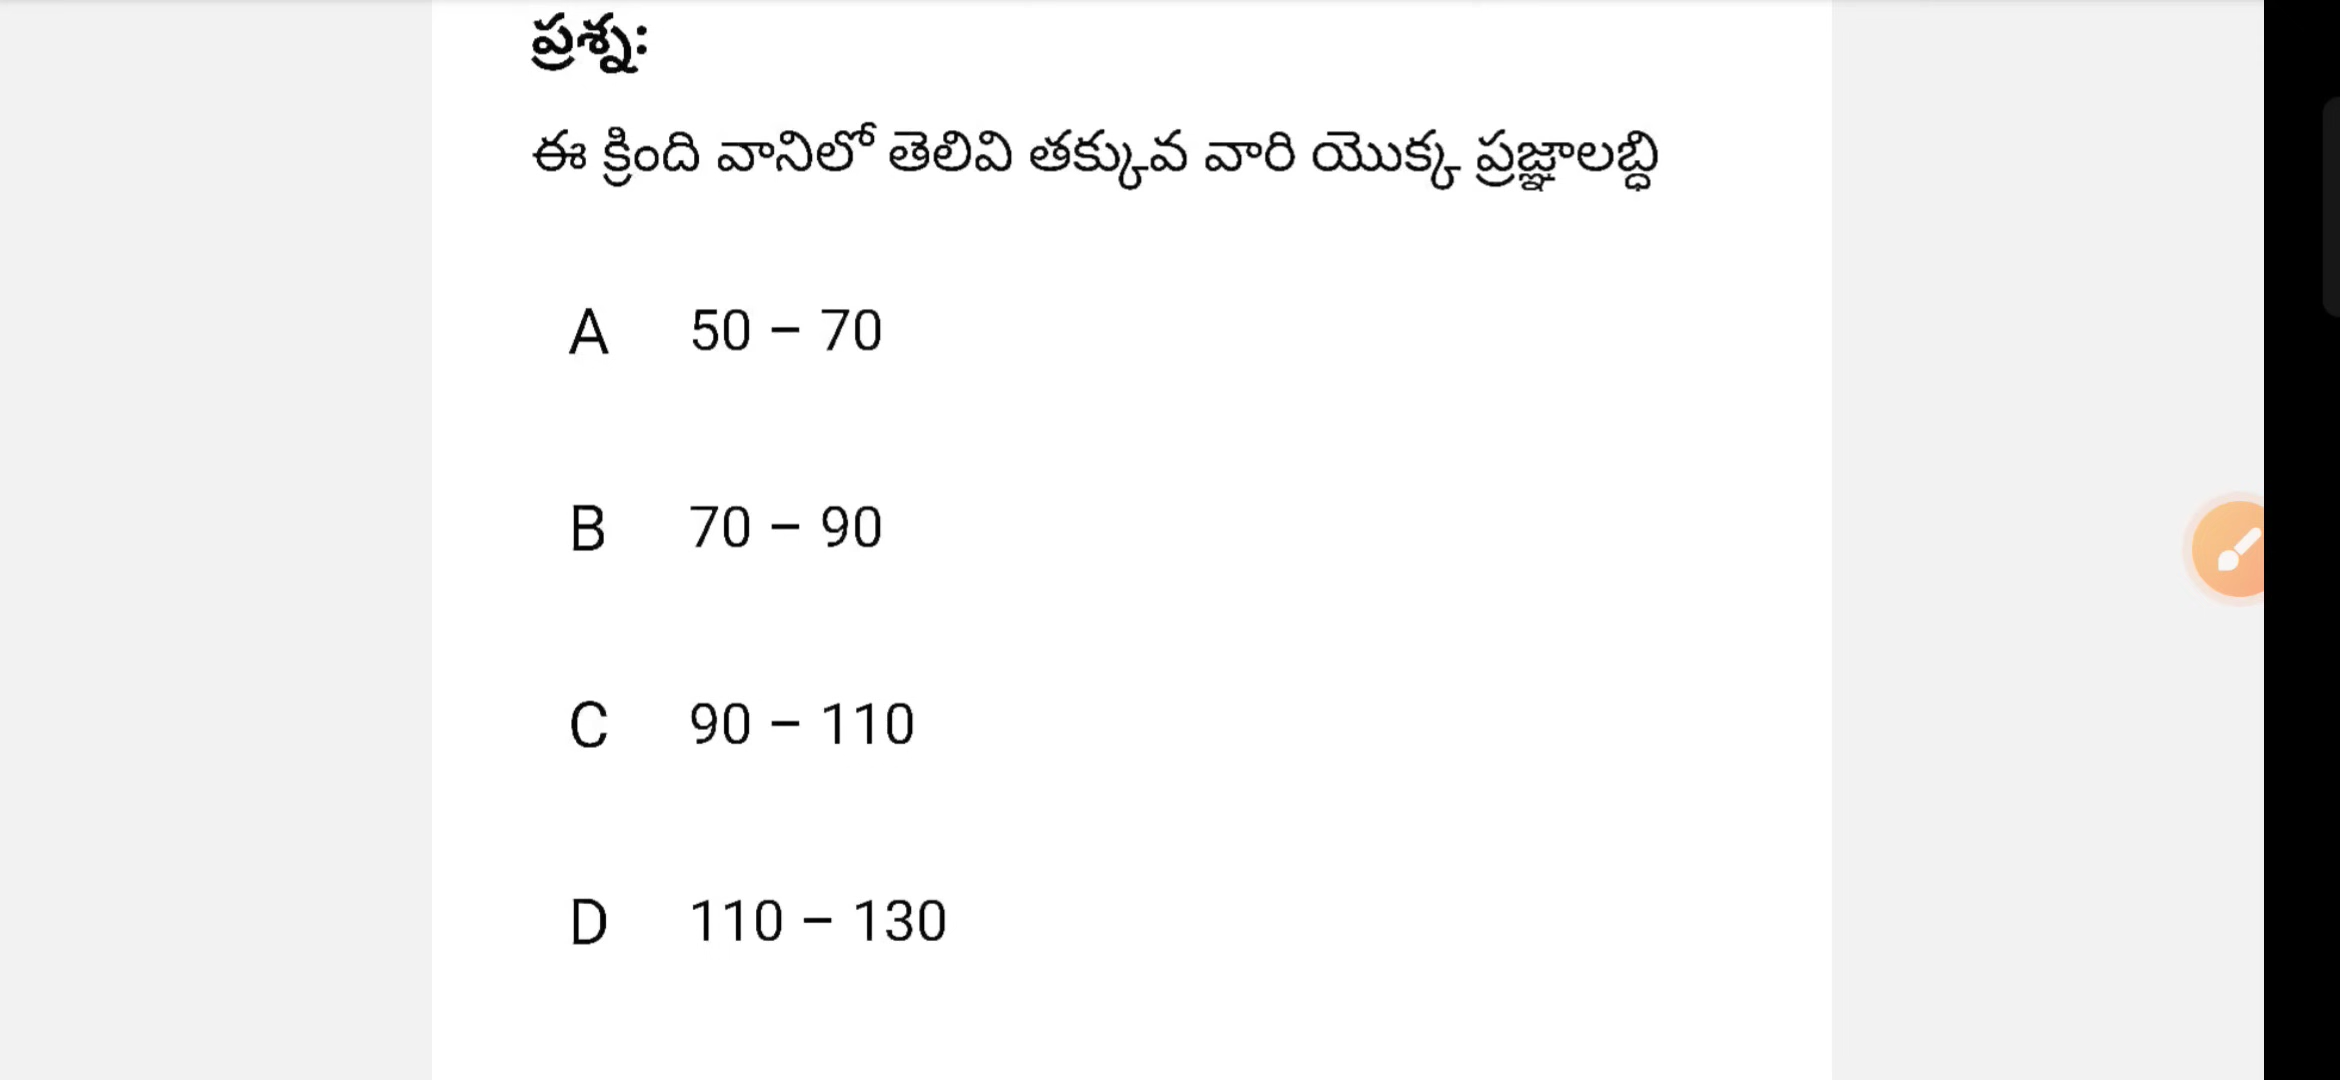 ప్రశ్న:
ఈ క్రింది వానిలో తెలివి తక్కువ వారి యొక్క ప్రజ్ఞాలబ్ధి
A 50 – 70
B 70 – 90
C 90 – 110
D 110 – 130